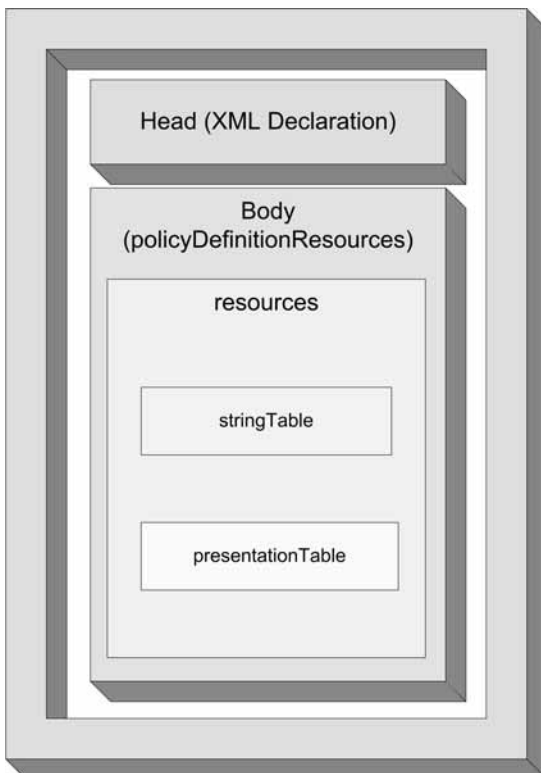 Head (XML Declaration)
Body
(policyDefinitionResources)
resources
stringTable
presentationTable